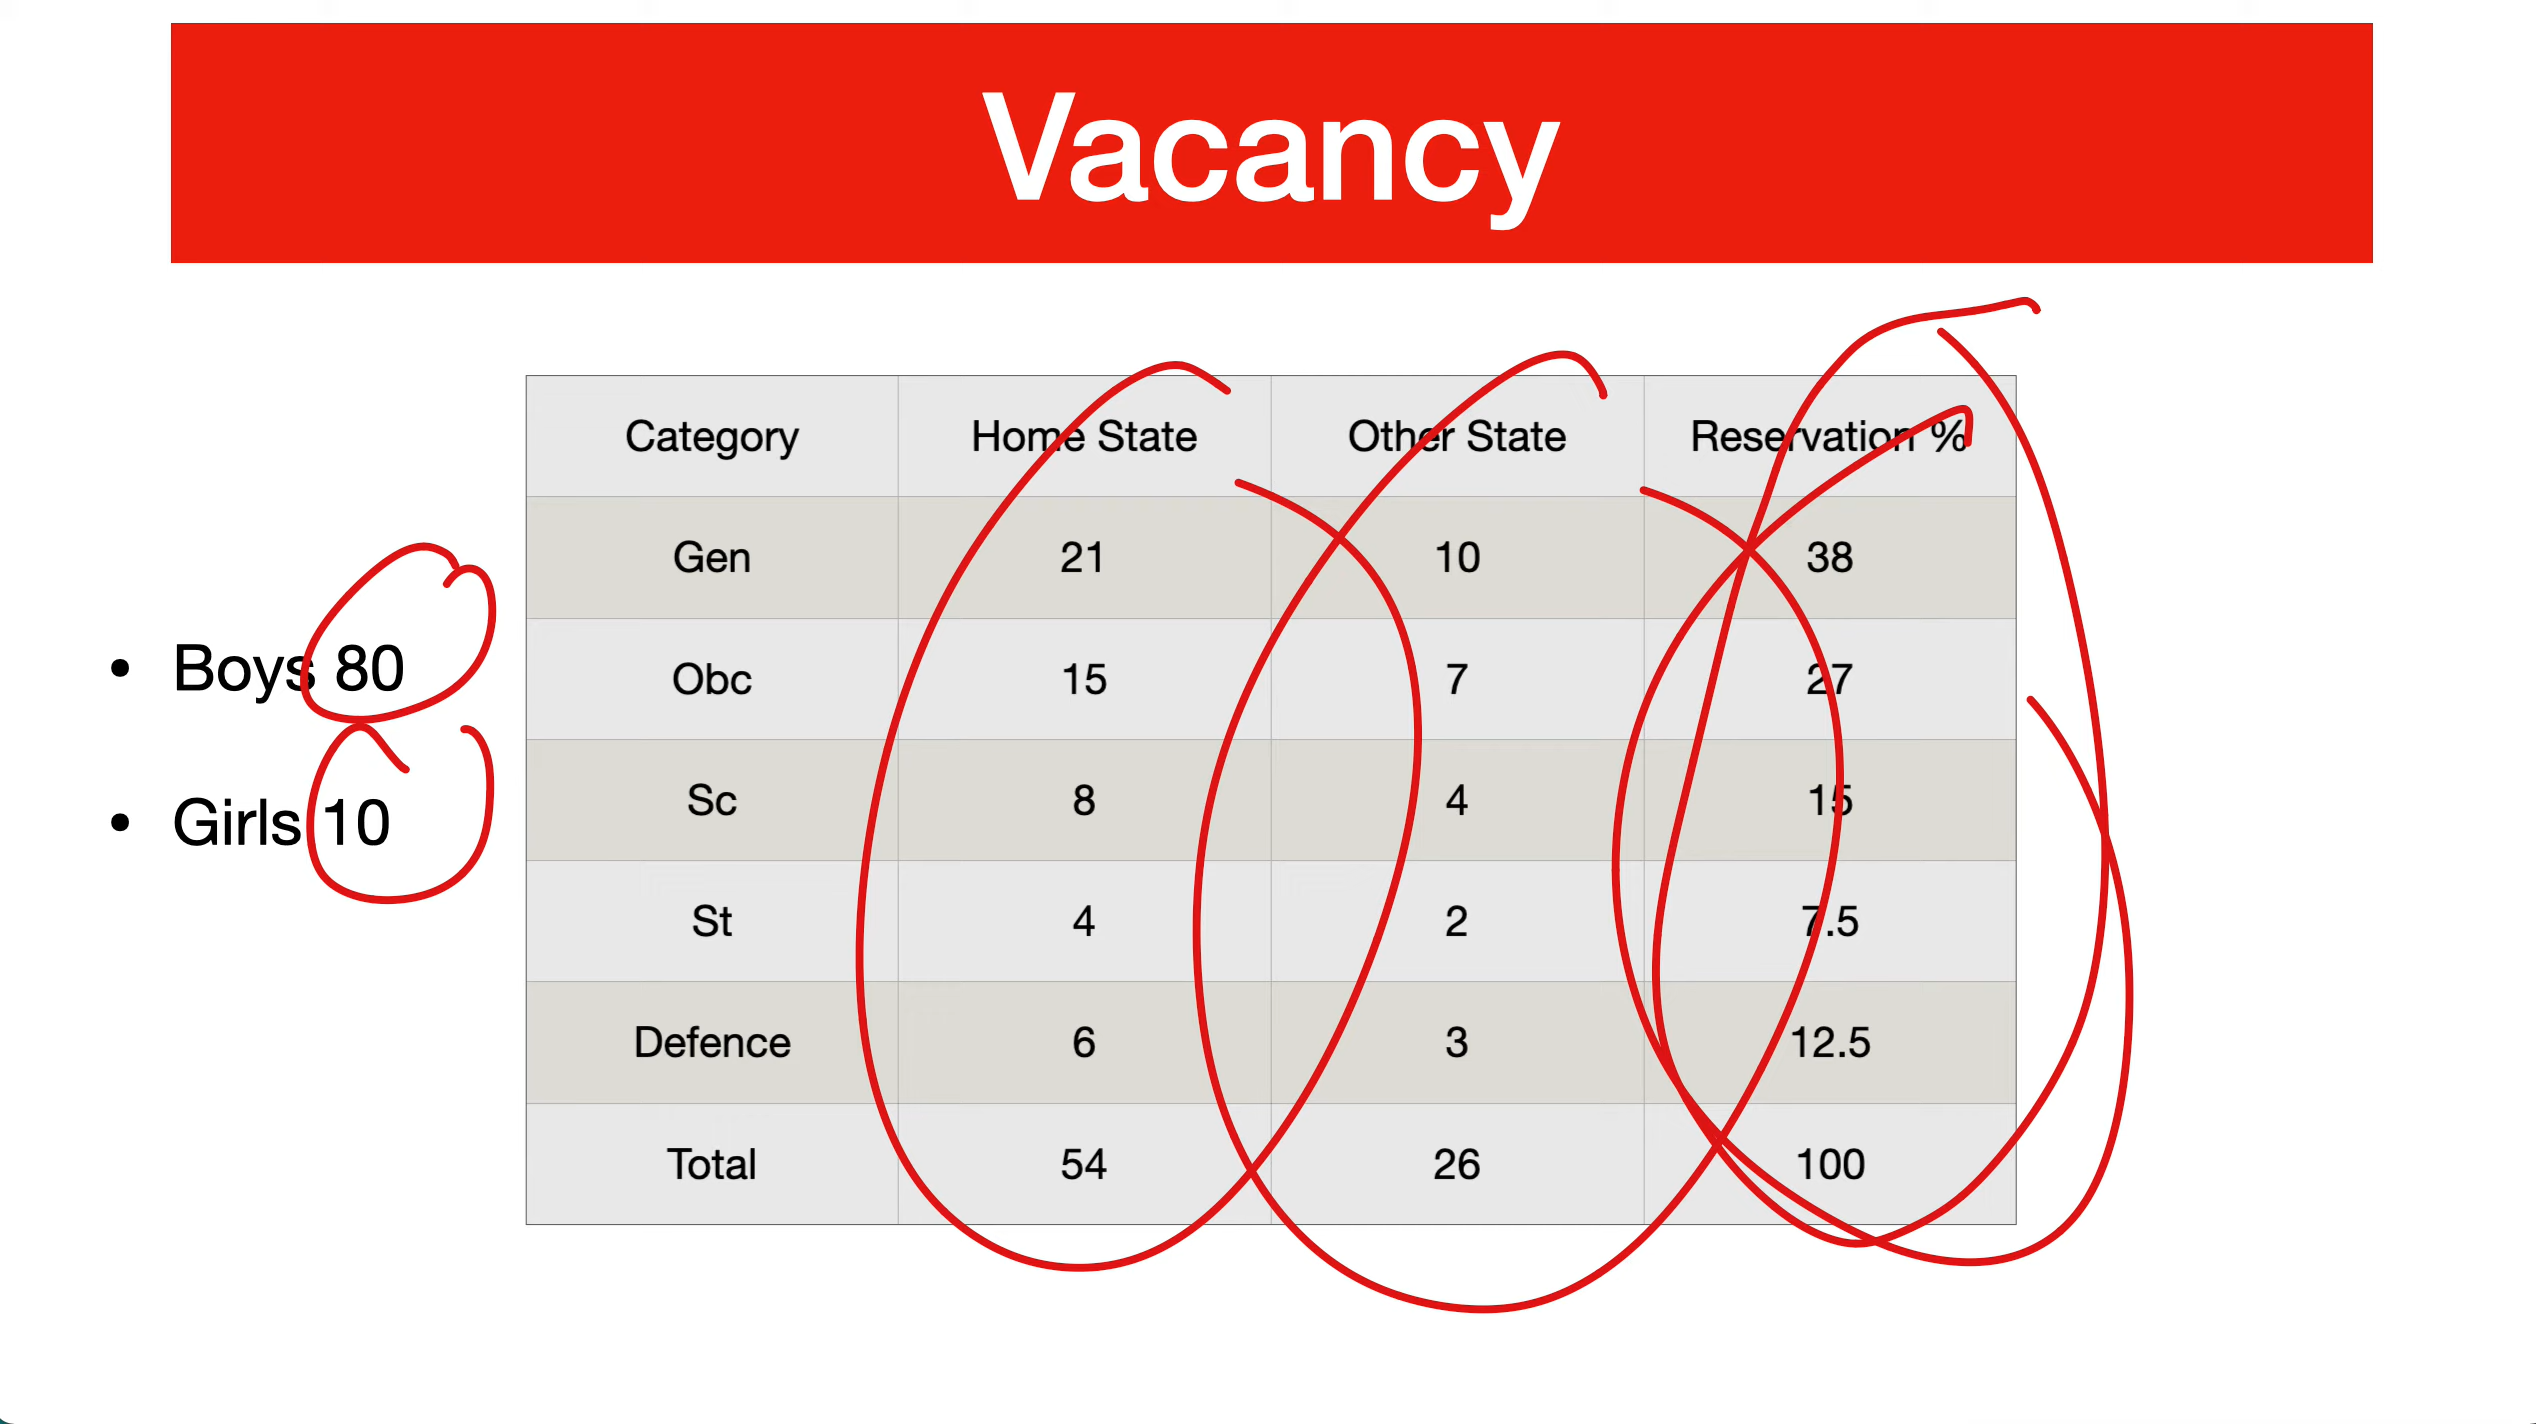 Vacancy
• Boys 80
• Girls 10
Category Home State Other State Reservation %
Gen 21 10 38
Obc 15 7 27
Sc 8 4 15
St 4 2 7.5
Defence 6 3 12.5
Total 54 26 100